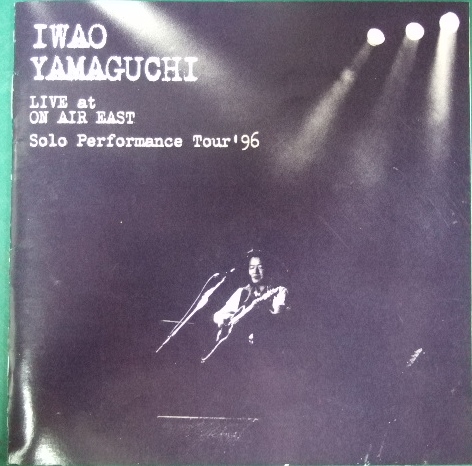 IWAO
YAMAGUCHI
LIVE at
ON AIR EAST
Solo Performance Tour'96